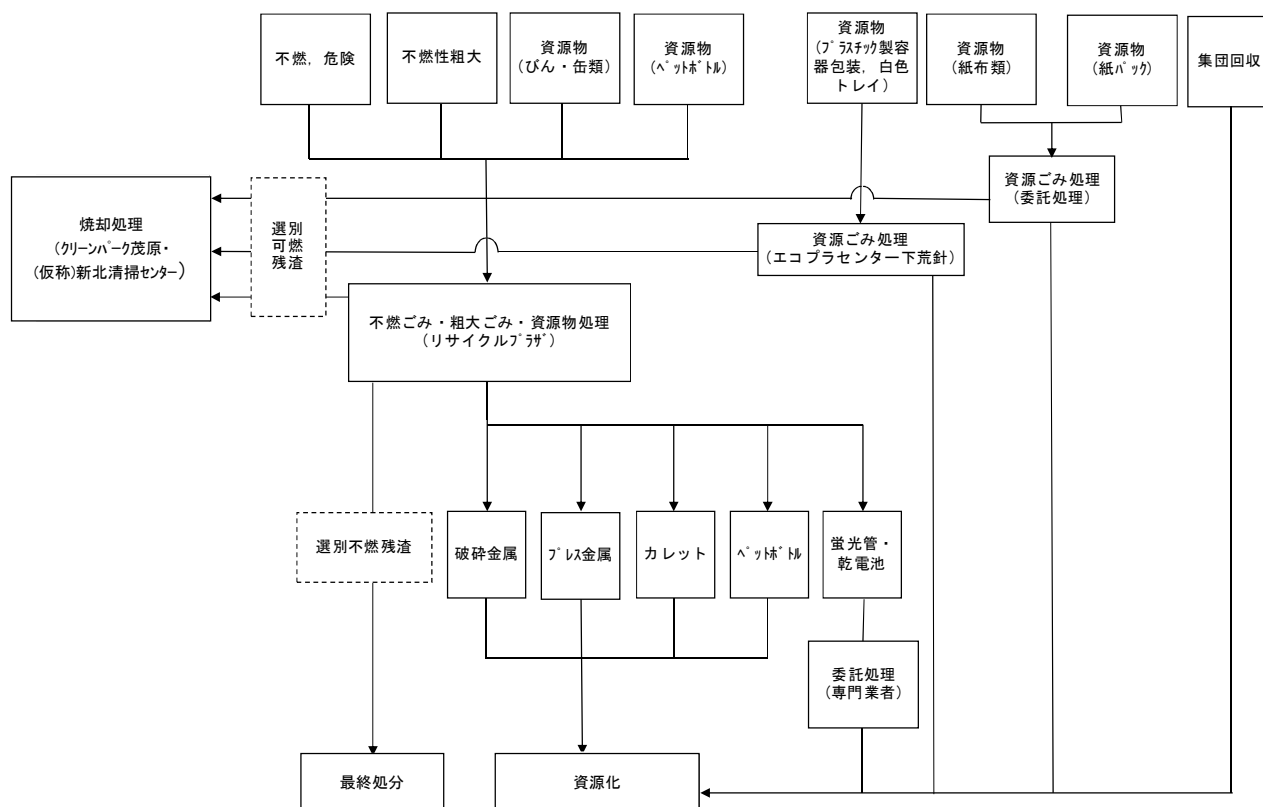 不燃，危険
不燃性粗大
資源物
(びん・缶類)
資源物
(ﾍﾟｯﾄﾎﾞﾄﾙ)
資源物
(ﾌﾟﾗｽﾁｯｸ製容
器包装，白色
トレイ)
資源物
(紙布類)
資源物
(紙ﾊﾟｯｸ)
集団回収
資源ごみ処理
(委託処理)
焼却処理
(ｸﾘｰﾝﾊﾟｰｸ茂原・
(仮称)新北清掃ｾﾝﾀｰ)
選別
可燃
残渣
資源ごみ処理
(エコプラセンター下荒針)
不燃ごみ・粗大ごみ・資源物処理
(リサイクルﾌﾟﾗｻﾞ)
選別不燃残渣
破砕金属
ﾌﾟﾚｽ金属
カレット
ﾍﾟｯﾄﾎﾞﾄﾙ
蛍光管・
乾電池
委託処理
(専門業者)
最終処分
資源化